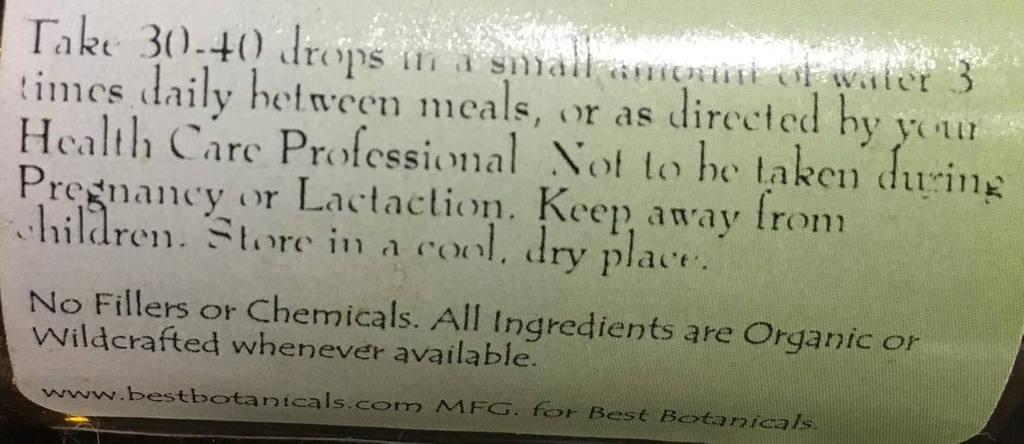 Take 30-40 drops in a small amount of water 3
times daily between meals, or as directed by your
Health Care Professional Not to be taken during
Pregnancy or Lactaction. Keep away from
children. Store in a cool, dry place.
No Fillers or Chemicals. All Ingredients are Organic or
Wildcrafted whenever available.
www.bestbotanicals.com MFG. for Best Botanicals.